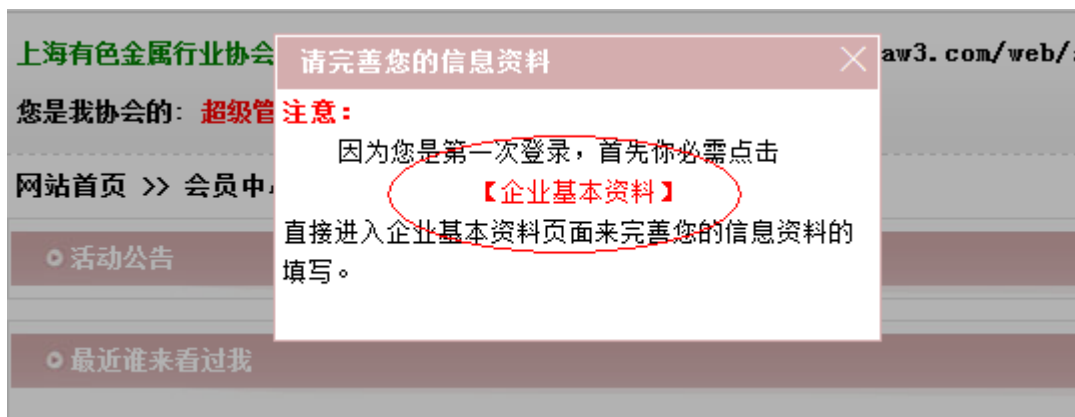 上海有色金属行业协会
aw3.com/web/
您是我协会的：超级管
网站首页 >> 会员中
活动公告
最近谁来看过我
请完善您的信息资料
注意：
因为您是第一次登录，首先你必需点击
【企业基本资料】
直接进入企业基本资料页面来完善您的信息资料的
填写。